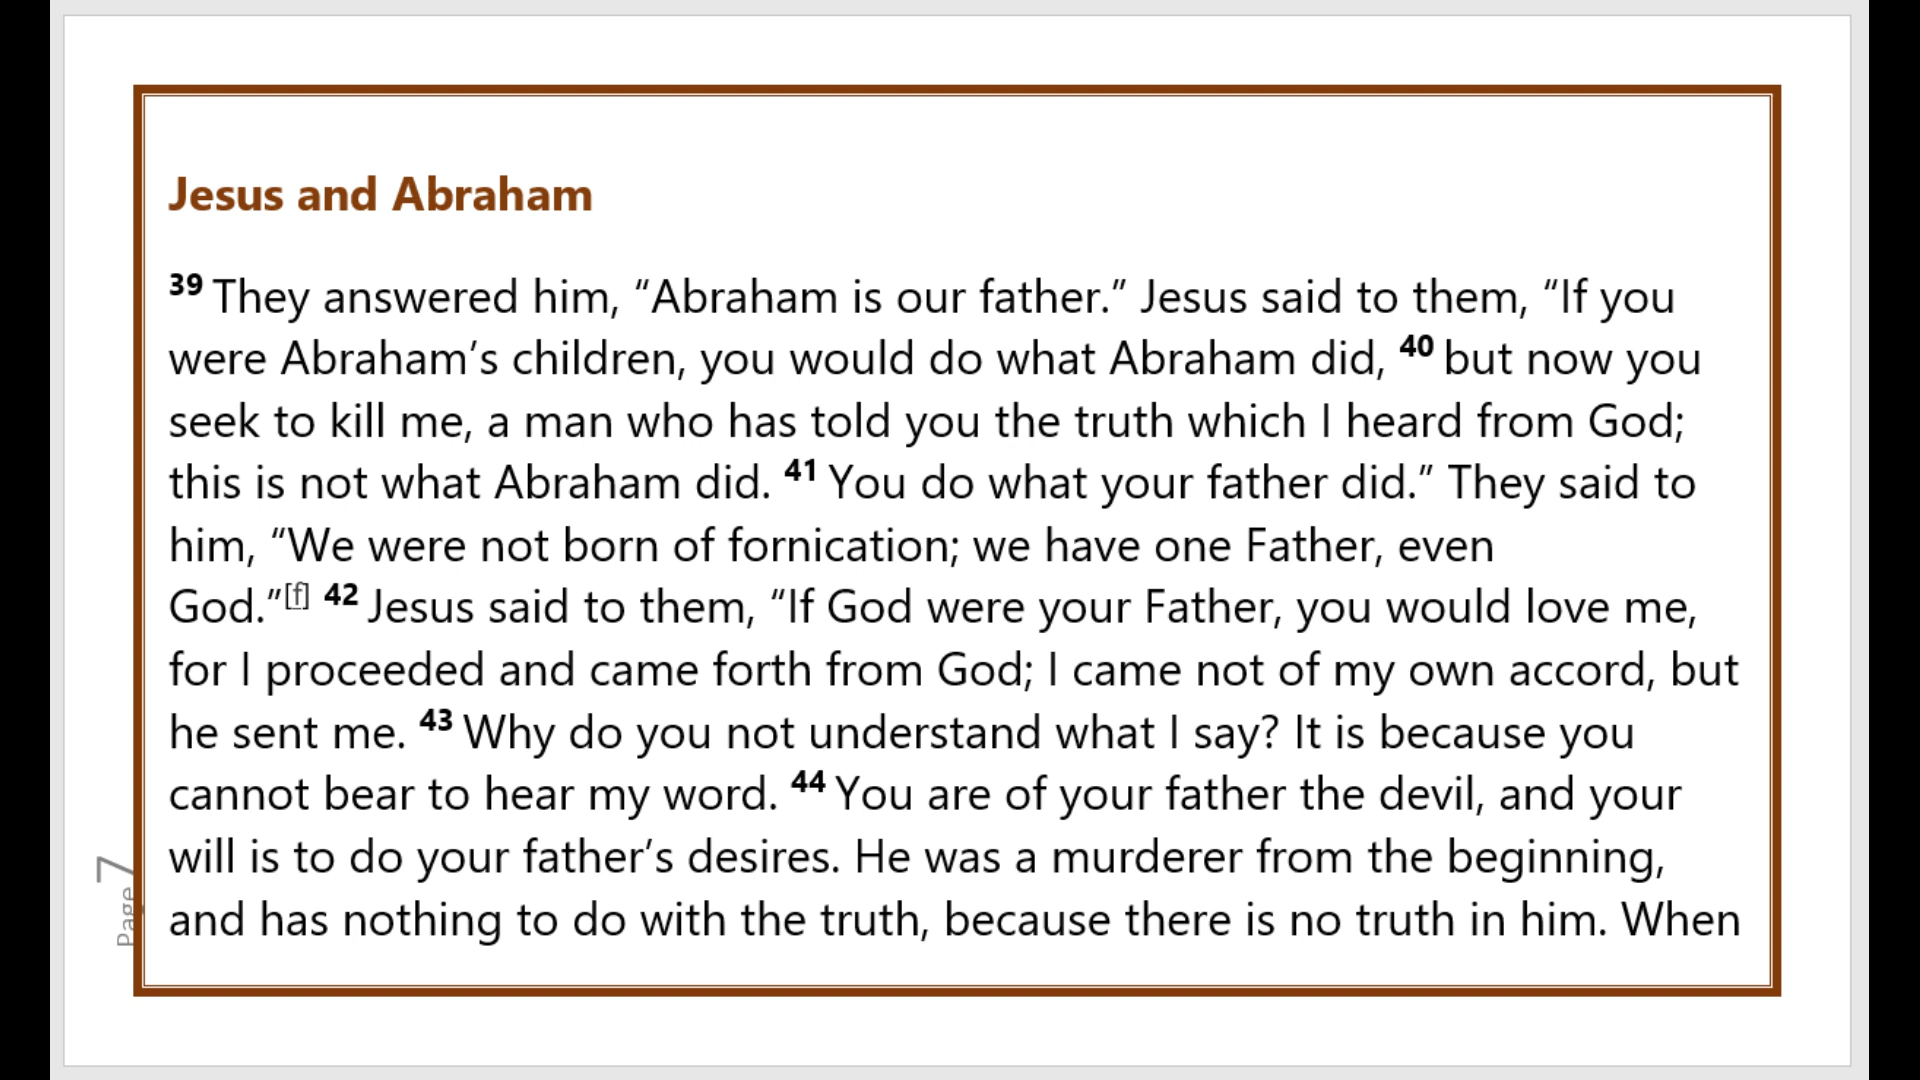 Jesus and Abraham
39 They answered him, “Abraham is our father.” Jesus said to them, “If you
were Abraham’s children, you would do what Abraham did, 40 but now you
seek to kill me, a man who has told you the truth which I heard from God;
this is not what Abraham did. 41 You do what your father did.” They said to
him, “We were not born of fornication; we have one Father, even
God.”[f] 42 Jesus said to them, “If God were your Father, you would love me,
for I proceeded and came forth from God; I came not of my own accord, but
he sent me. 43 Why do you not understand what I say? It is because you
cannot bear to hear my word. 44 You are of your father the devil, and your
will is to do your father’s desires. He was a murderer from the beginning,
and has nothing to do with the truth, because there is no truth in him. When
Page 7